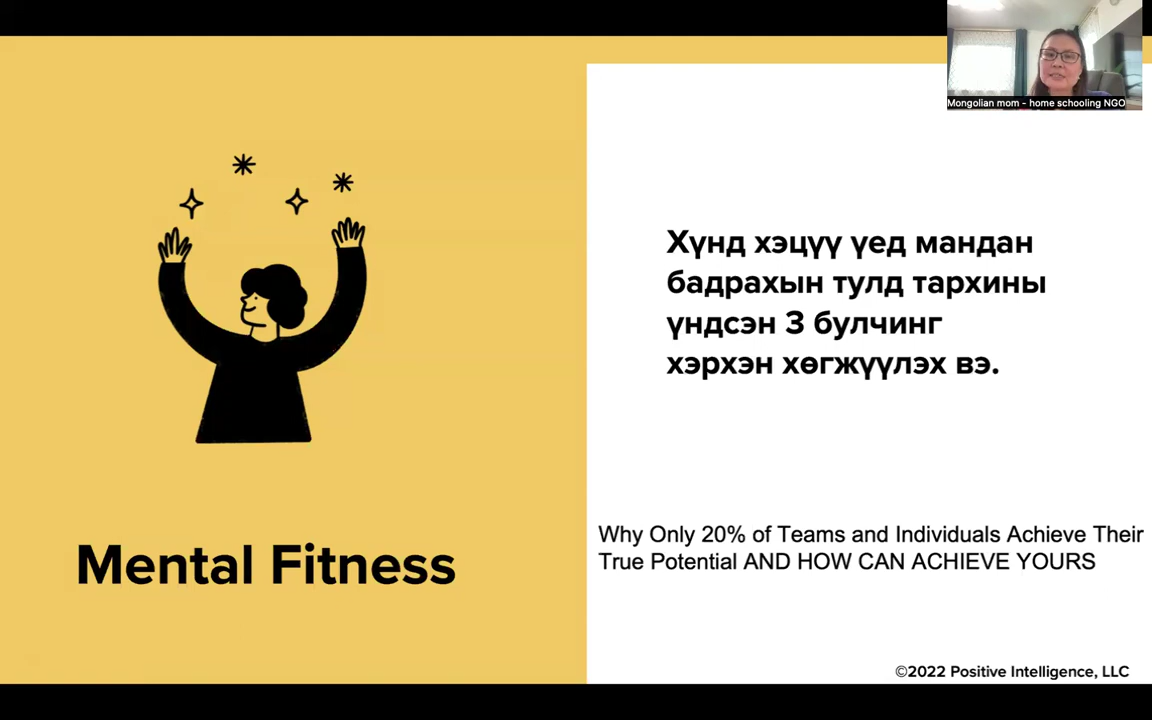 Mongolian mom - home schooling NGO
Хүнд хэцүү үед мандан
бадрахын тулд тархины
үндсэн 3 булчинг
хэрхэн хөгжүүлэх вэ.
Mental Fitness
Why Only 20% of Teams and Individuals Achieve Their
True Potential AND HOW CAN ACHIEVE YOURS
©2022 Positive Intelligence, LLC